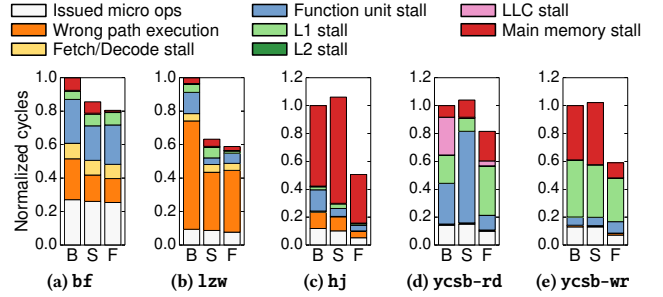 Issued micro ops
Wrong path execution
Fetch/Decode stall
Function unit stall
L1 stall
L2 stall
LLC stall
Main memory stall
Normalized cycles
1.0
0.8
0.6
0.4
0.2
0.0
B S F
(a) bf
1.0
0.8
0.6
0.4
0.2
0.0
B S F
(b) lzw
1.2
1.0
0.8
0.6
0.4
0.2
0.0
B S F
(c) hj
1.2
1.0
0.8
0.6
0.4
0.2
0.0
B S F
(d) ycsb-rd
1.2
1.0
0.8
0.6
0.4
0.2
0.0
B S F
(e) ycsb-wr